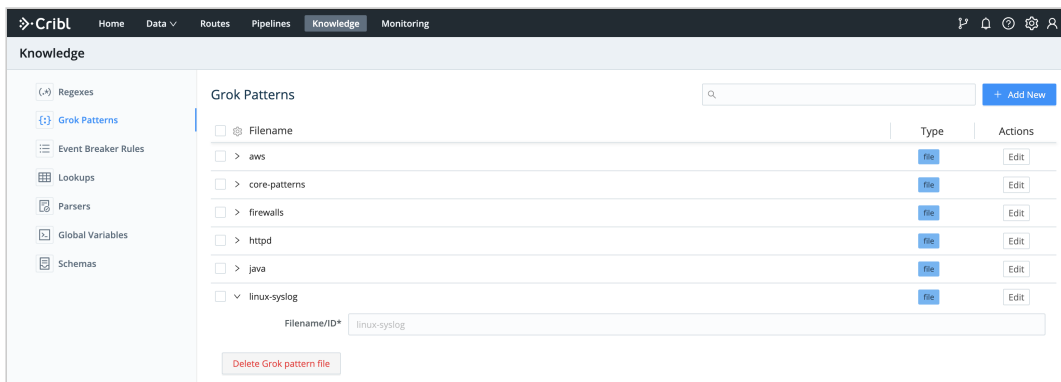 Cribl Home Data Routes Pipelines Knowledge Monitoring
Knowledge
Regexes
Grok Patterns
Event Breaker Rules
Lookups
Parsers
Global Variables
Schemas
Grok Patterns
+ Add New
Filename Type Actions
aws file Edit
core-patterns file Edit
firewalls file Edit
httpd file Edit
java file Edit
linux-syslog file Edit
Filename/ID* linux-syslog
Delete Grok pattern file